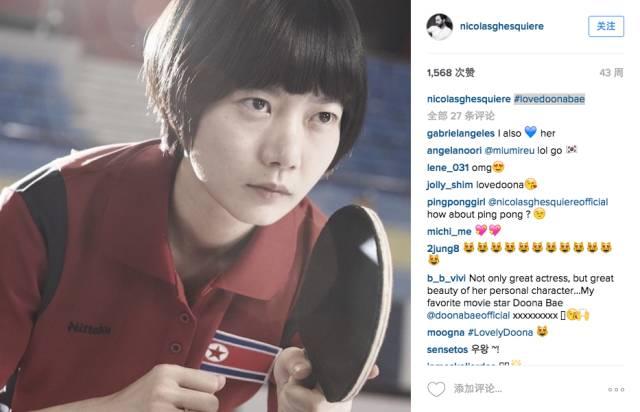 nicolasghesquiere
关注
1,568 次赞
43 周
nicolasghesquiere #lovedoonabae
全部 27 条评论
gabrielangeles I also 💙 her
angelanoori @miumireu lol go 🇰🇷
lene_031 omg😍
jolly_shim lovedoona😘
pingponggirl @nicolasghesquiereofficial
how about ping pong ? 😉
michi_me 💖💖
2jung8 😸😸😸😸😸😸😸😸😸😸😸
😸
b_b_vivi Not only great actress, but great
beauty of her personal character...My
favorite movie star Doona Bae
@doonabaeofficial xxxxxxxxx 😘🙌
moogna #LovelyDoona 😸
sensetos 우왕 ~!
添加评论...
Nittaku